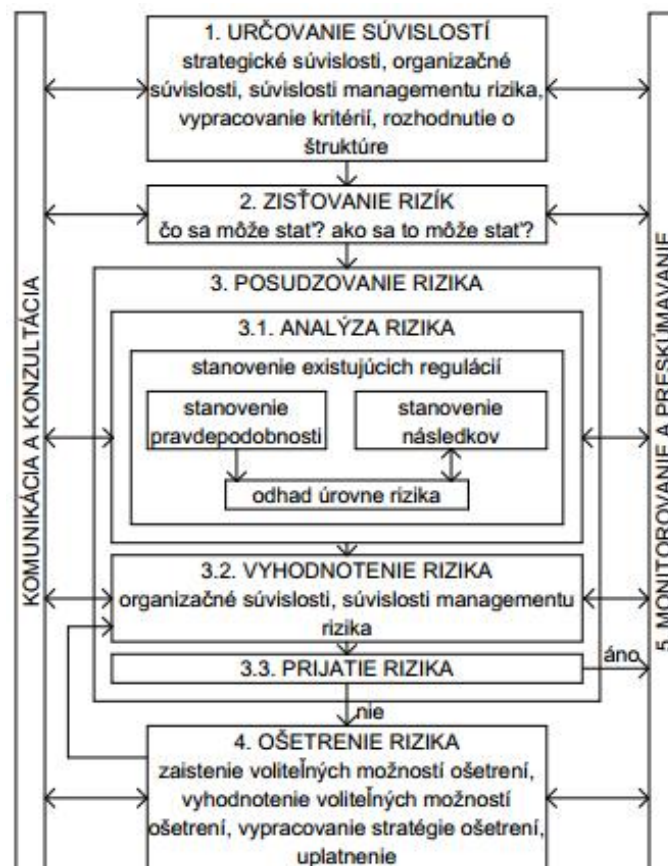 1. URČOVANIE SÚVISLOSTÍ
strategické súvislosti, organizačné
súvislosti, súvislosti managementu rizika,
vypracovanie kritérií, rozhodnutie o
štruktúre
2. ZISŤOVANIE RIZÍK
čo sa môže stať? ako sa to môže stať?
3. POSUDZOVANIE RIZIKA
3.1. ANALÝZA RIZIKA
stanovenie existujúcich regulácií
stanovenie
pravdepodobnosti
stanovenie
následkov
odhad úrovne rizika
3.2. VYHODNOTENIE RIZIKA
organizačné súvislosti, súvislosti managementu
rizika
3.3. PRIJATIE RIZIKA
áno
nie
4. OŠETRENIE RIZIKA
zaistenie voliteľných možností ošetrení,
vyhodnotenie voliteľných možností
ošetrení, vypracovanie stratégie ošetrení,
uplatnenie
KOMUNIKÁCIA A KONZULTÁCIA
5. MONITOROVANIE A PRESKÚMAVANIE